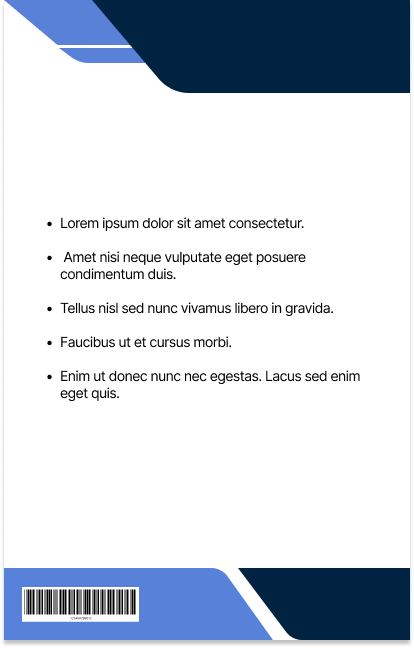 • Lorem ipsum dolor sit amet consectetur.
• Amet nisi neque vulputate eget posuere
condimentum duis.
• Tellus nisl sed nunc vivamus libero in gravida.
• Faucibus ut et cursus morbi.
• Enim ut donec nunc nec egestas. Lacus sed enim
eget quis.